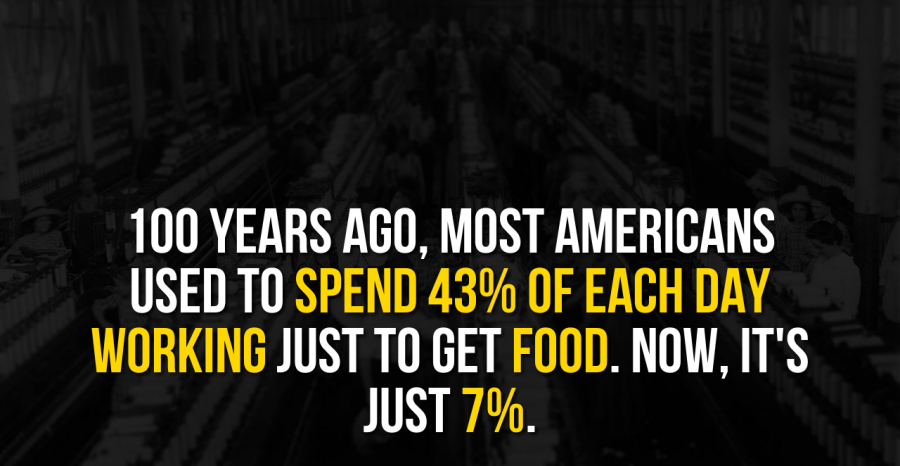 100 YEARS AGO, MOST AMERICANS
USED TO SPEND 43% OF EACH DAY
WORKING JUST TO GET FOOD. NOW, IT'S
JUST 7%.